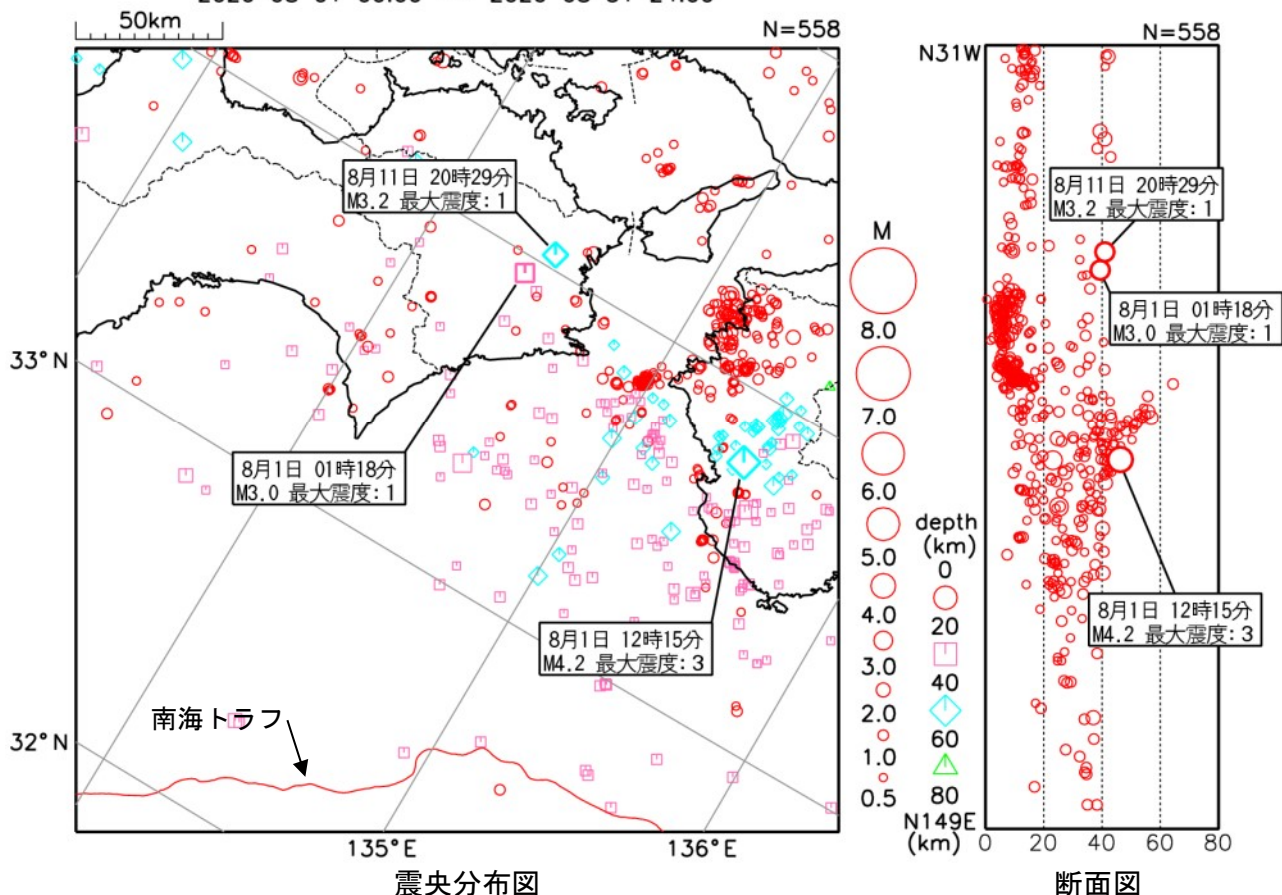 50km
N=558
8月11日 20時29分
M3.2 最大震度:1
8月1日 01時18分
M3.0 最大震度:1
8月1日 12時15分
M4.2 最大震度:3
南海トラフ
33°N
32°N
135°E
136°E
震央分布図
M
8.0
7.0
6.0
5.0
4.0
3.0
2.0
1.0
0.5
depth
(km)
0
20
40
60
80
(km)
N=558
N31W
8月11日 20時29分
M3.2 最大震度:1
8月1日 01時18分
M3.0 最大震度:1
8月1日 12時15分
M4.2 最大震度:3
N149E
0 20 40 60 80
断面図